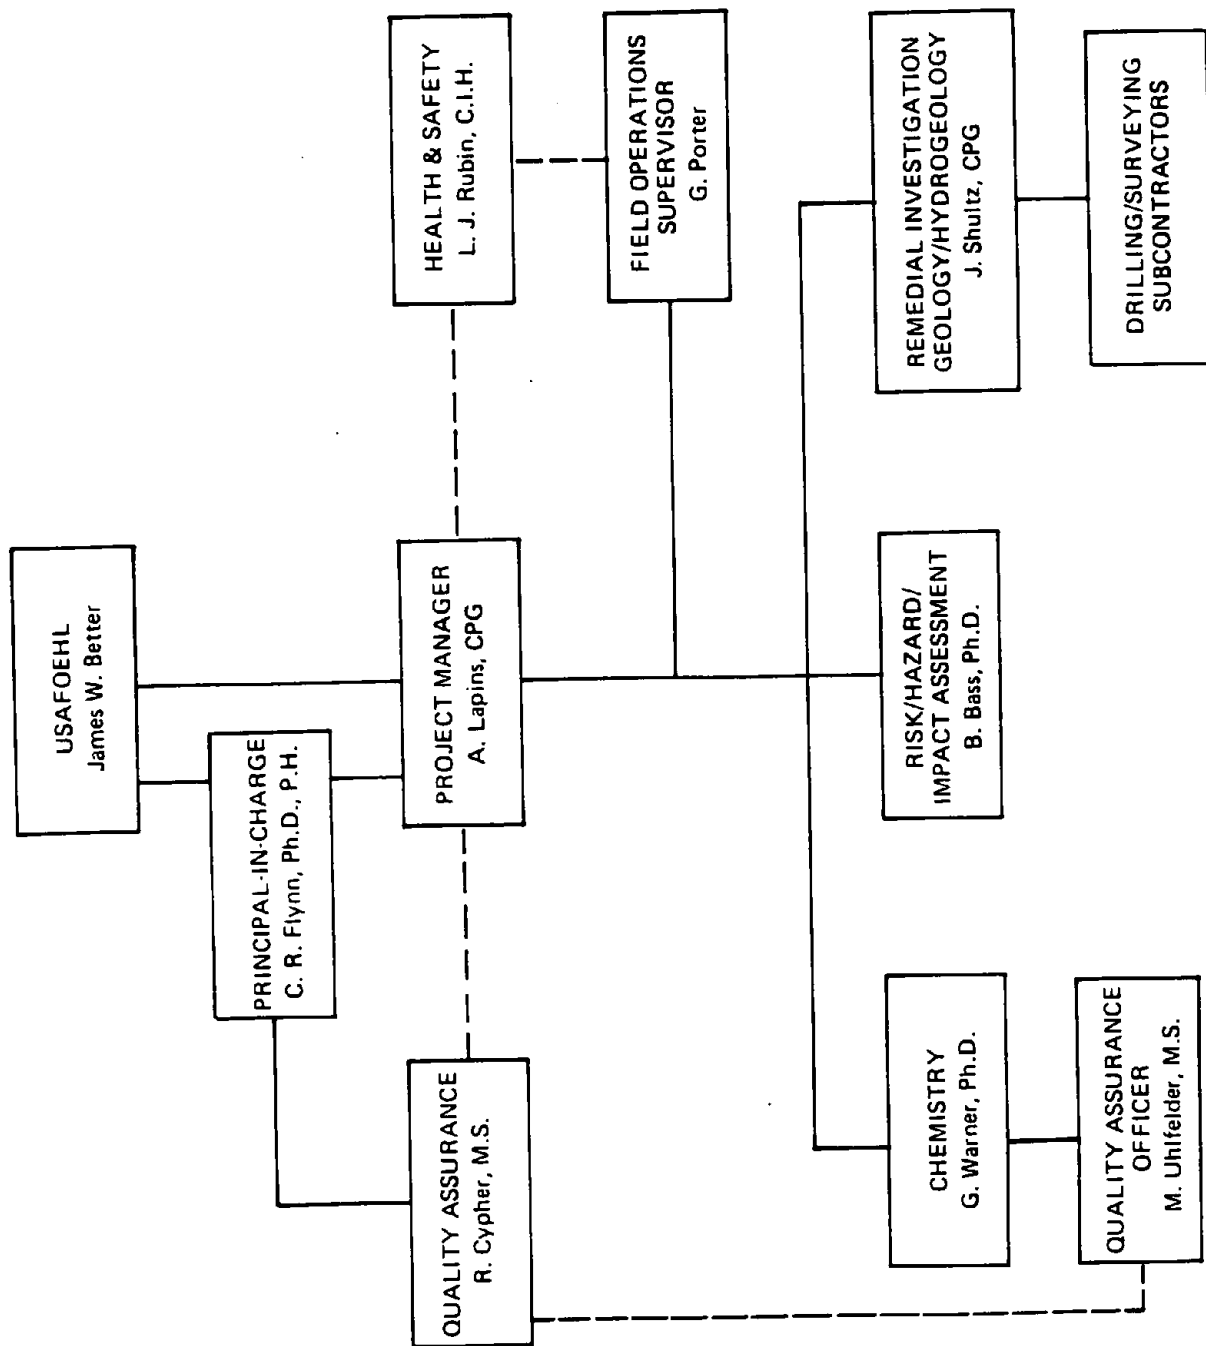 USAFOEHL
James W. Better
PRINCIPAL-IN-CHARGE
C. R. Flynn, Ph.D., P.H.
QUALITY ASSURANCE
R. Cypher, M.S.
PROJECT MANAGER
A. Lapins, CPG
HEALTH & SAFETY
L. J. Rubin, C.I.H.
FIELD OPERATIONS
SUPERVISOR
G. Porter
CHEMISTRY
G. Warner, Ph.D.
RISK/HAZARD/
IMPACT ASSESSMENT
B. Bass, Ph.D.
REMEDIAL INVESTIGATION
GEOLOGY/HYDROGEOLOGY
J. Shultz, CPG
QUALITY ASSURANCE
OFFICER
M. Uhlfelder, M.S.
DRILLING/SURVEYING
SUBCONTRACTORS